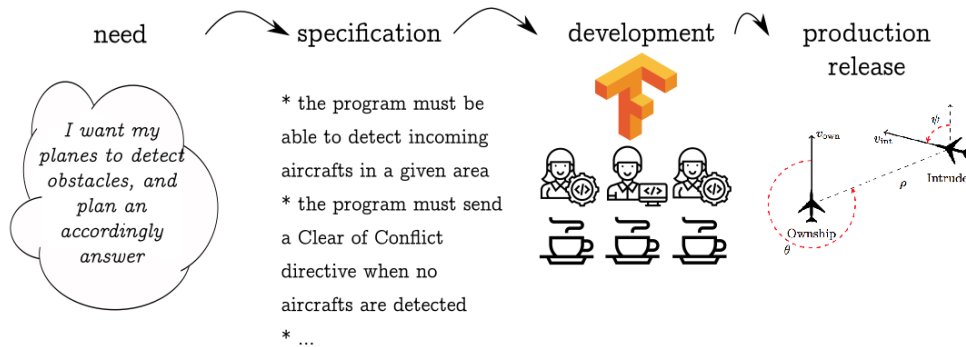 need
specification
development
production
release
I want my
planes to detect
obstacles, and
plan an
accordingly
answer
* the program must be
able to detect incoming
aircrafts in a given area
* the program must send
a Clear of Conflict
directive when no
aircrafts are detected
* ...
v_own
v_int
ψ
ρ
Intrude
Ownship
θ